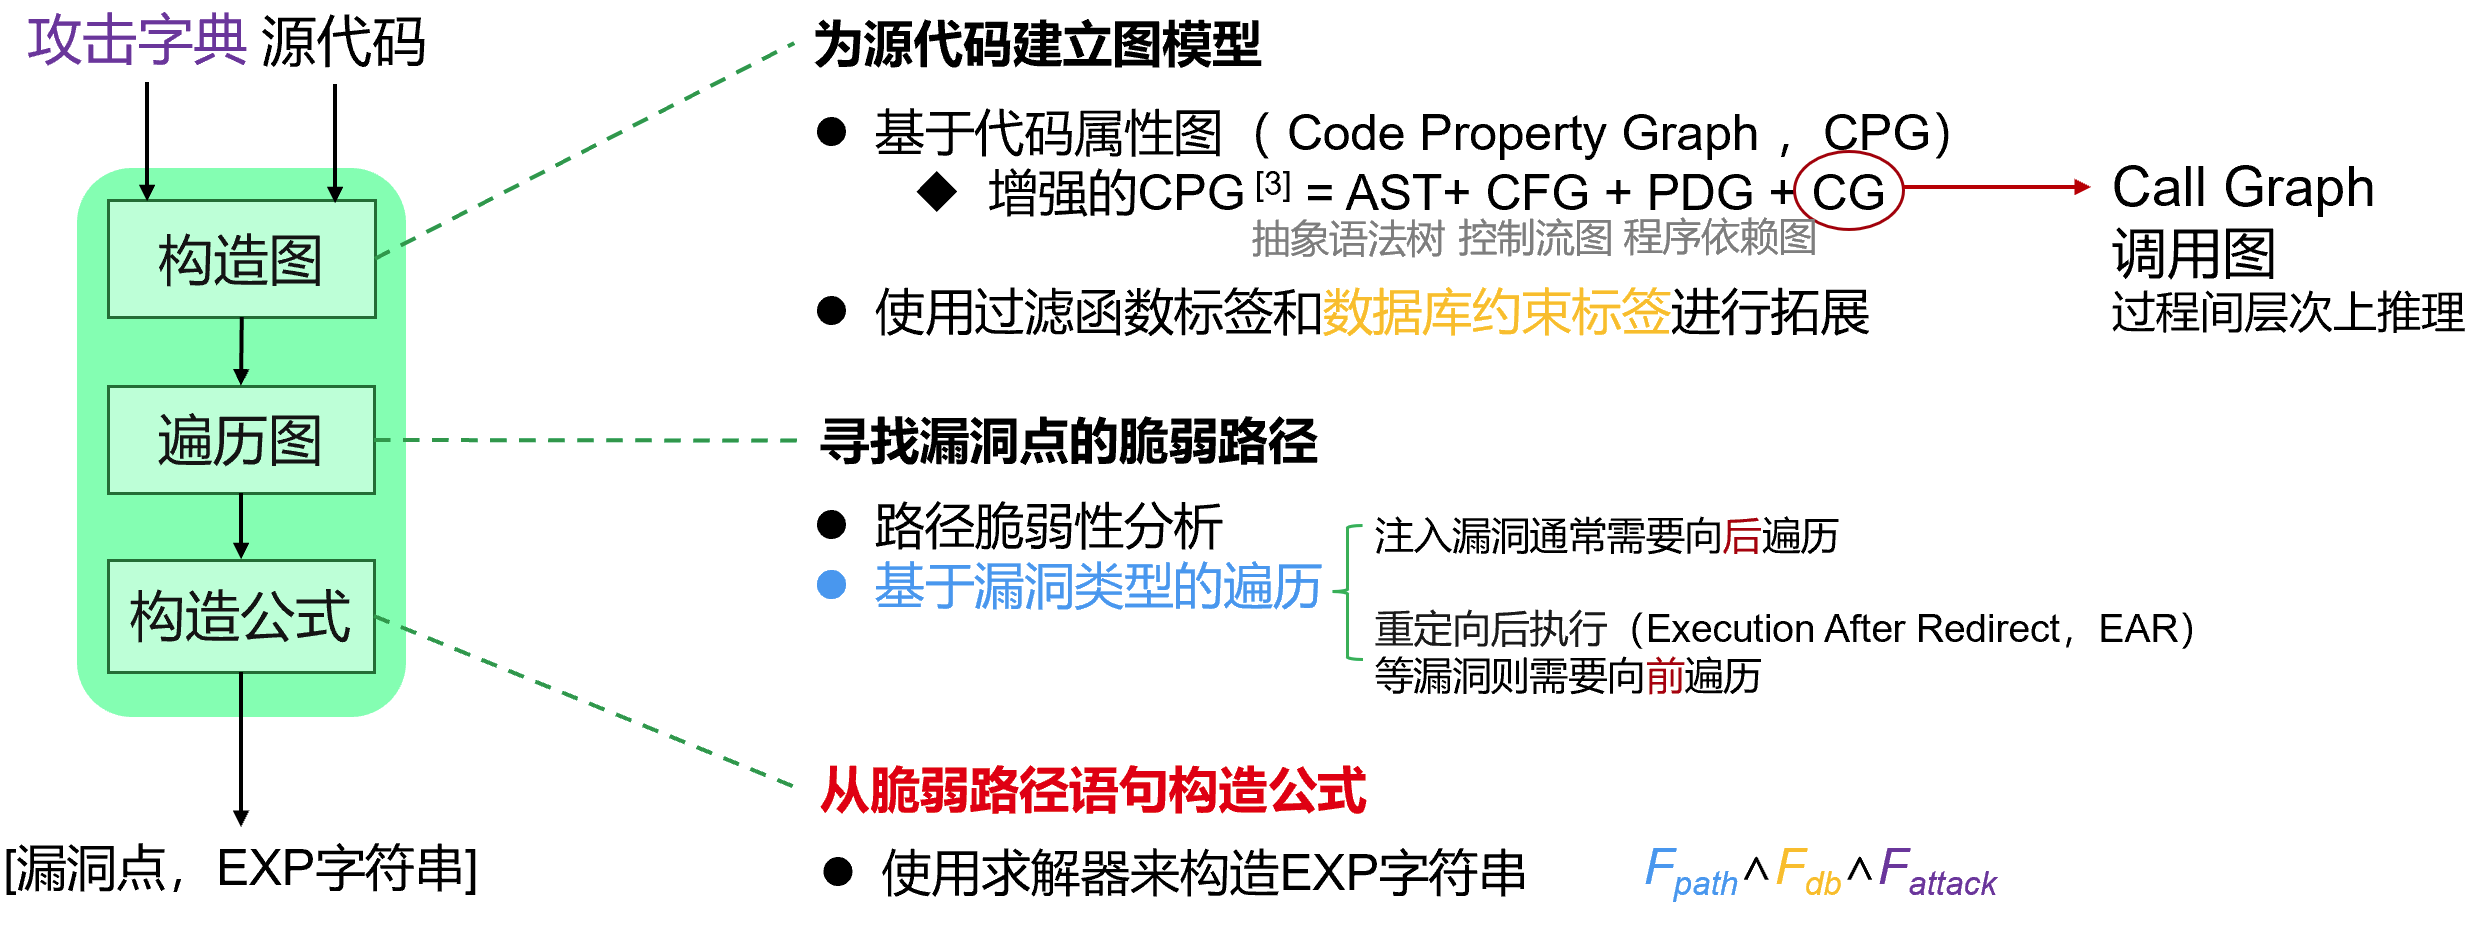 攻击字典 源代码
构造图
遍历图
构造公式
[漏洞点，EXP字符串]
为源代码建立图模型
● 基于代码属性图（Code Property Graph，CPG）
◆ 增强的CPG[3] = AST+ CFG + PDG + CG
抽象语法树 控制流图 程序依赖图
Call Graph
调用图
过程间层次上推理
● 使用过滤函数标签和数据库约束标签进行拓展
寻找漏洞点的脆弱路径
● 路径脆弱性分析
● 基于漏洞类型的遍历
注入漏洞通常需要向后遍历
重定向后执行（Execution After Redirect，EAR）
等漏洞则需要向前遍历
从脆弱路径语句构造公式
● 使用求解器来构造EXP字符串
Fpath^Fdb^Fattack